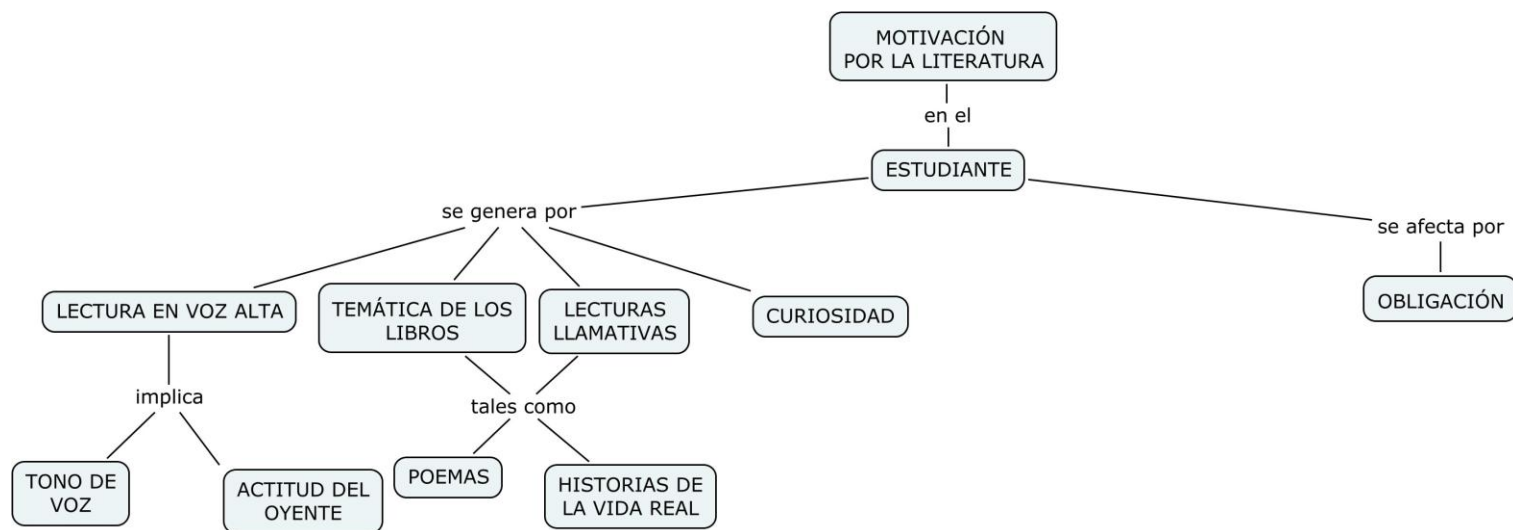 MOTIVACIÓN
POR LA LITERATURA
en el
ESTUDIANTE
se genera por
se afecta por
LECTURA EN VOZ ALTA
TEMÁTICA DE LOS
LIBROS
LECTURAS
LLAMATIVAS
CURIOSIDAD
OBLIGACIÓN
implica
tales como
TONO DE
VOZ
ACTITUD DEL
OYENTE
POEMAS
HISTORIAS DE
LA VIDA REAL